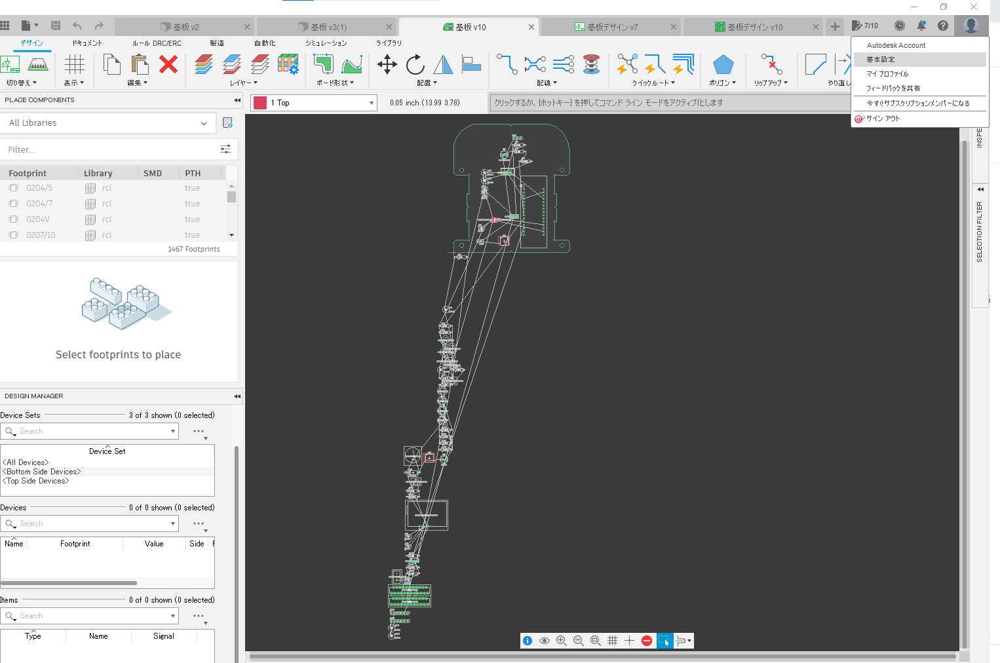 基板 v2
基板 v3(1)
基板 v10
基板デザイン v7
基板デザイン v10
7/10
デザイン
ドキュメント
ルール DRC/ERC
製造
自動化
シミュレーション
ライブラリ
切り替え
表示
編集
レイヤー
ボード形状
配置
配線
クイックルート
ポリゴン
リップアップ
やり直し
Autodesk Account
基本設定
マイ プロファイル
フィードバックを共有
今すぐサブスクリプションメンバーになる
サイン アウト
PLACE COMPONENTS
1 Top
0.05 inch (13.99 3.78)
クリックするか、{ホットキー} を押してコマンド ライン モードをアクティブ化します
All Libraries
Filter...
Footprint Library SMD PTH
0204/5 rcl true
0204/7 rcl true
0204V rcl true
0207/10 rcl true
1467 Footprints
Select footprints to place
INSPE
SELECTION FILTER
DESIGN MANAGER
Device Sets 3 of 3 shown (0 selected)
Search
Device Set
<All Devices>
<Bottom Side Devices>
<Top Side Devices>
Devices 0 of 0 shown (0 selected)
Search
Name Footprint Value Side
Items 0 of 0 shown (0 selected)
Search
Type Name Signal